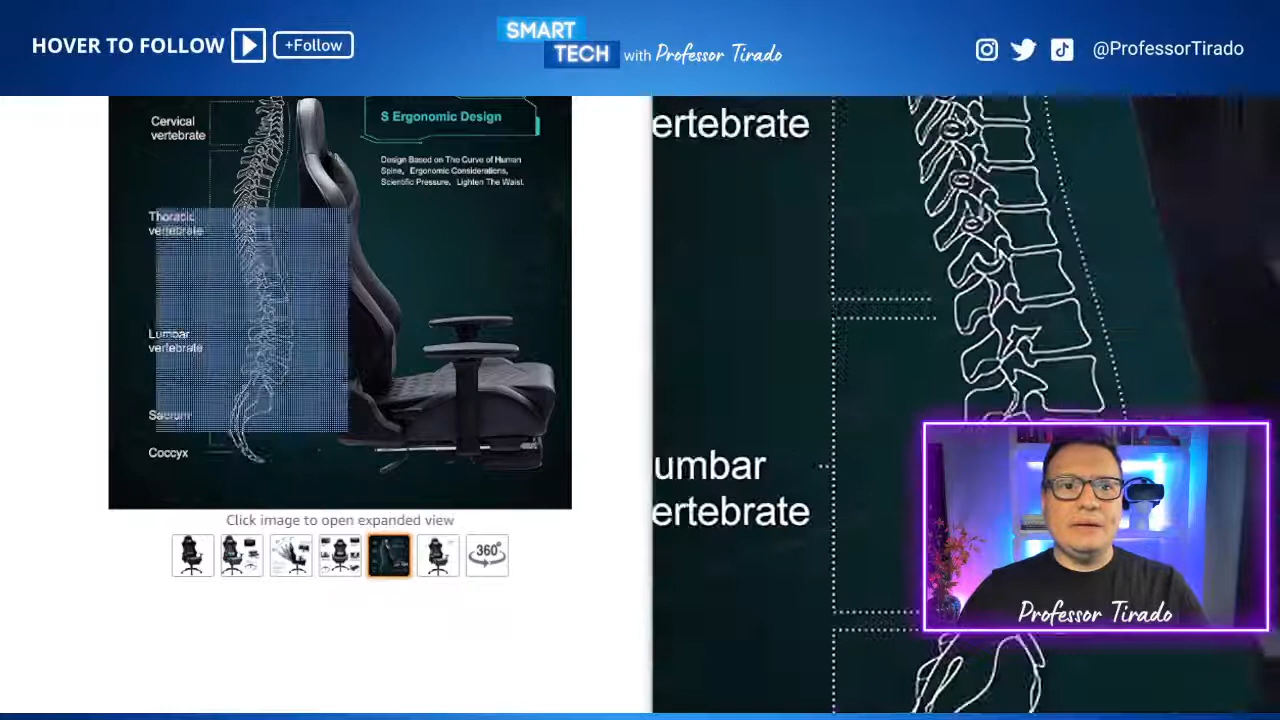 HOVER TO FOLLOW
+Follow
SMART
TECH
with Professor Tirado
@ProfessorTirado
Cervical
vertebrate
S Ergonomic Design
Design Based on The Curve of Human
Spine, Ergonomic Considerations,
Scientific Pressure, Lighten The Waist.
Thoracic
vertebrate
Lumbar
vertebrate
Sacrum
Coccyx
ertebrate
umbar
ertebrate
Click image to open expanded view
360°
Professor Tirado